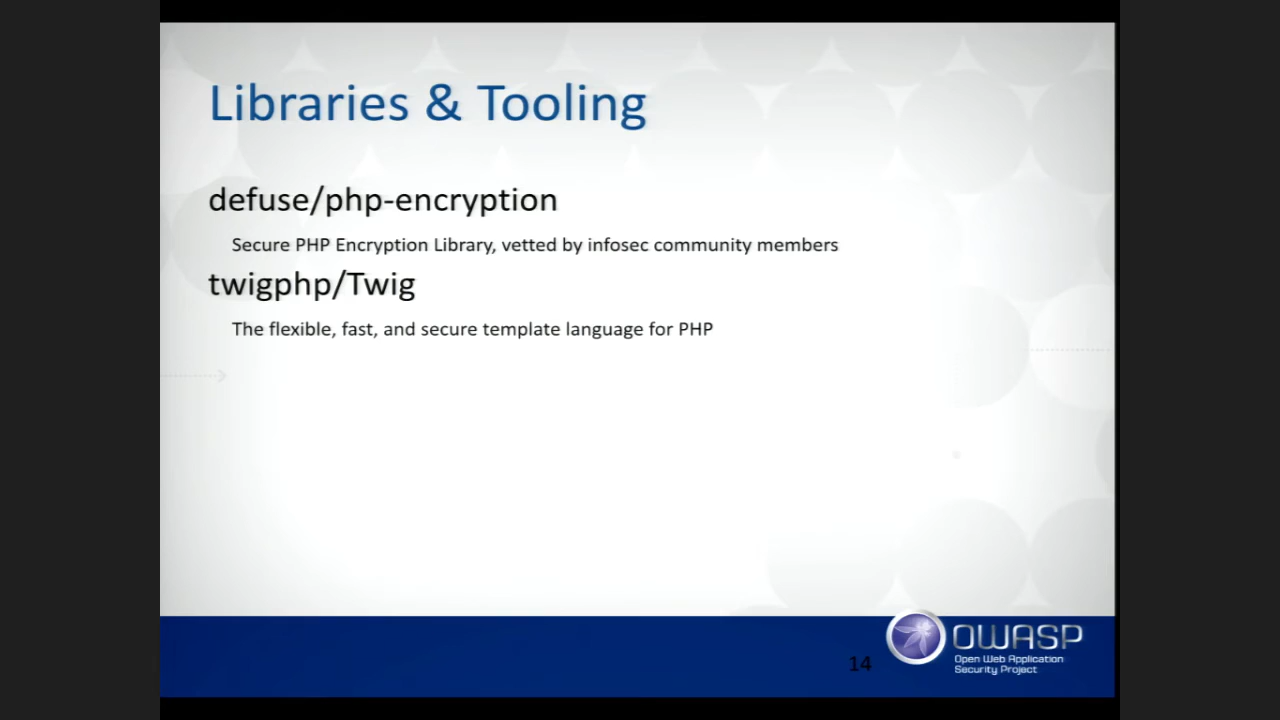 Libraries & Tooling
defuse/php-encryption
Secure PHP Encryption Library, vetted by infosec community members
twigphp/Twig
The flexible, fast, and secure template language for PHP
14
OWASP
Open Web Application
Security Project